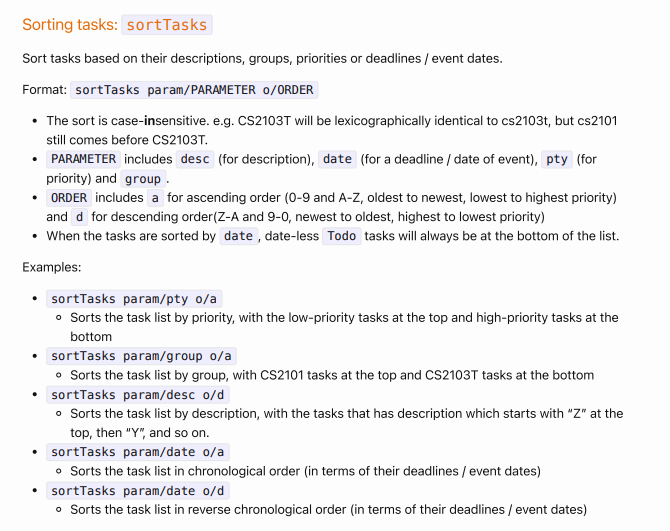 Sorting tasks: sortTasks
Sort tasks based on their descriptions, groups, priorities or deadlines / event dates.
Format: sortTasks param/PARAMETER o/ORDER
• The sort is case-insensitive. e.g. CS2103T will be lexicographically identical to cs2103t, but cs2101
still comes before CS2103T.
• PARAMETER includes desc (for description), date (for a deadline / date of event), pty (for
priority) and group .
• ORDER includes a for ascending order (0-9 and A-Z, oldest to newest, lowest to highest priority)
and d for descending order(Z-A and 9-0, newest to oldest, highest to lowest priority)
• When the tasks are sorted by date , date-less Todo tasks will always be at the bottom of the list.
Examples:
• sortTasks param/pty o/a
◦ Sorts the task list by priority, with the low-priority tasks at the top and high-priority tasks at the
bottom
• sortTasks param/group o/a
◦ Sorts the task list by group, with CS2101 tasks at the top and CS2103T tasks at the bottom
• sortTasks param/desc o/d
◦ Sorts the task list by description, with the tasks that has description which starts with “Z” at the
top, then “Y”, and so on.
• sortTasks param/date o/a
◦ Sorts the task list in chronological order (in terms of their deadlines / event dates)
• sortTasks param/date o/d
◦ Sorts the task list in reverse chronological order (in terms of their deadlines / event dates)